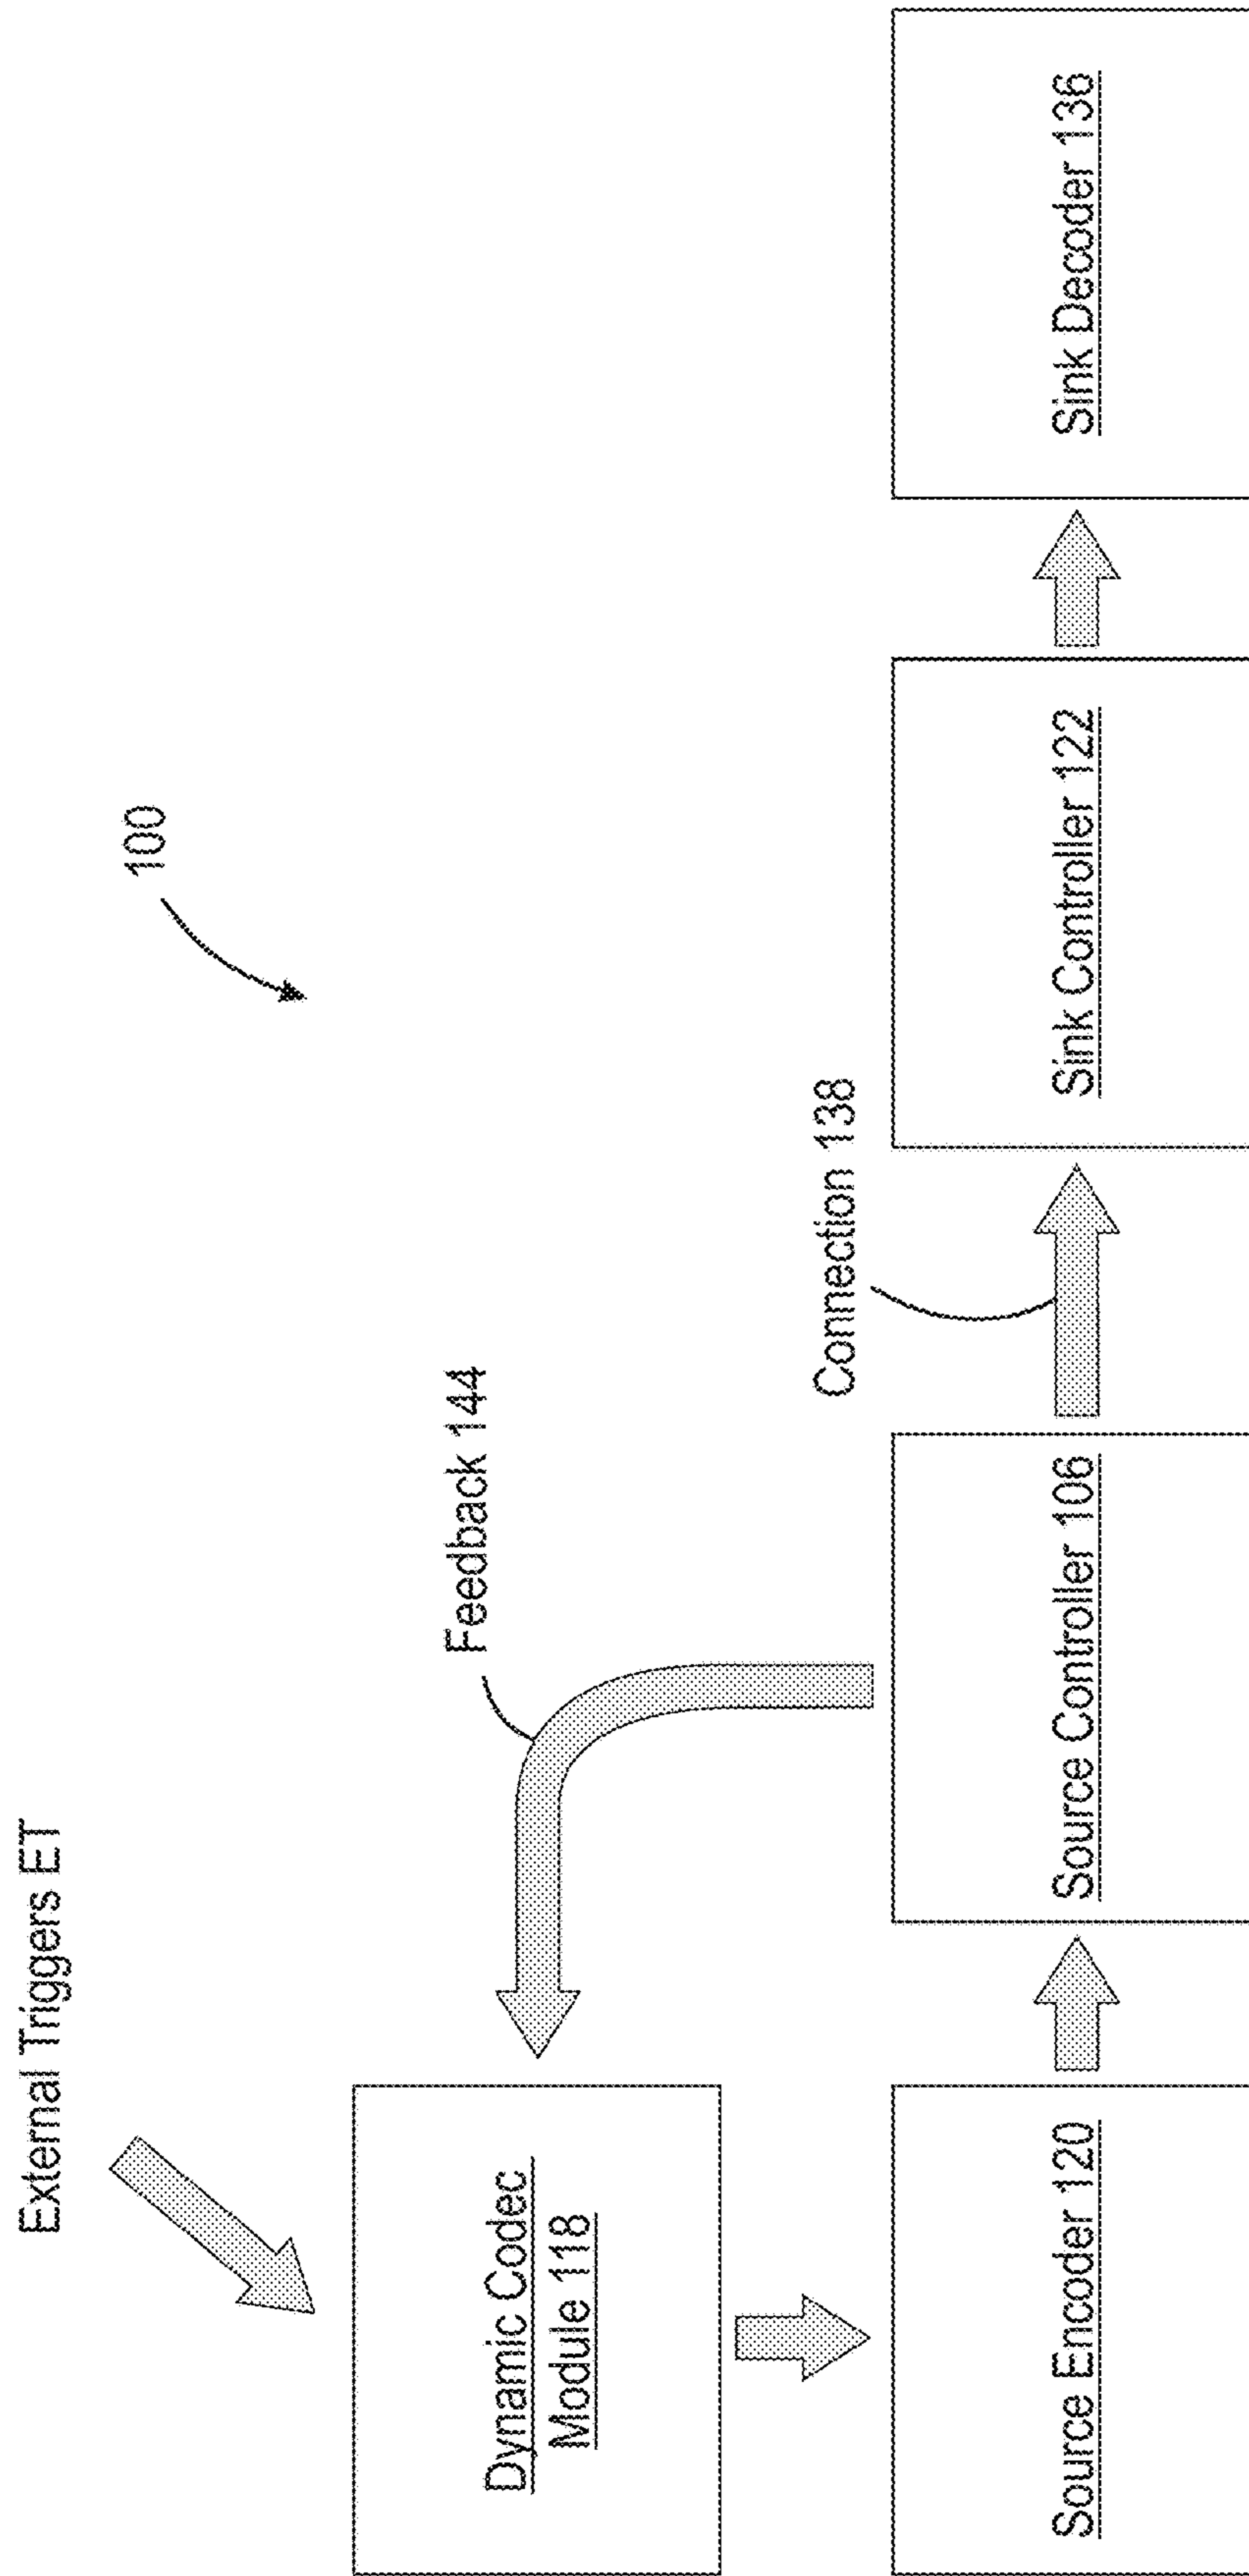 External Triggers ET
100
Feedback 144
Dynamic Codec
Module 118
Connection 138
Source Encoder 120
Source Controller 106
Sink Controller 122
Sink Decoder 136